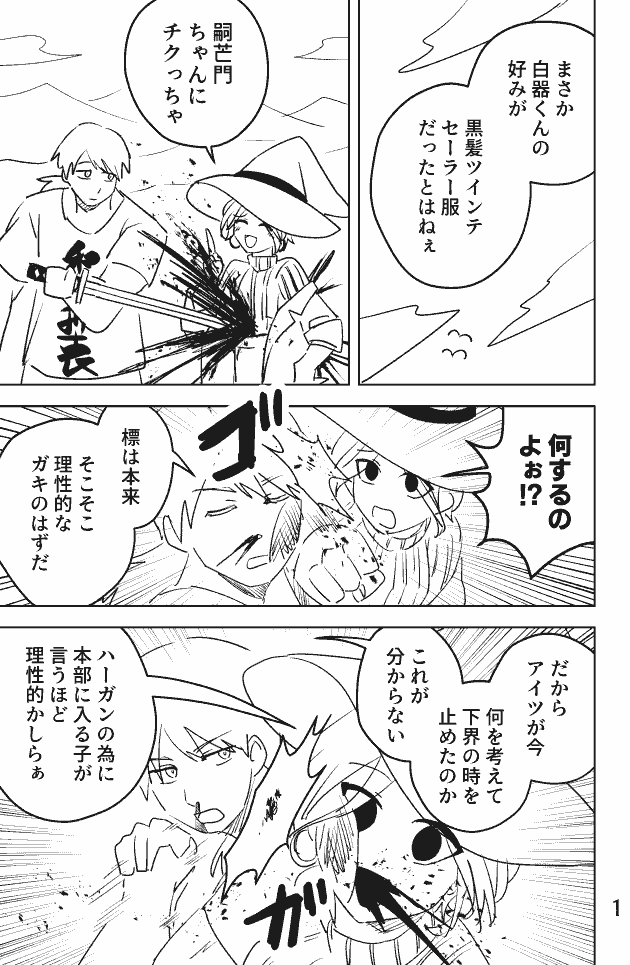 まさか
白器くんの
好みが
黒髪ツインテ
セーラー服
だったとはねぇ
嗣芒門
ちゃんに
チクっちゃ
何するの
よぉ!?
ゴッ
標は本来
そこそこ
理性的な
ガキのはずだ
だから
アイツが今
何を考えて
下界の時を
止めたのか
これが
分からない
ハーガンの為に
本部に入る子が
言うほど
理性的かしらぁ
ガッ
1